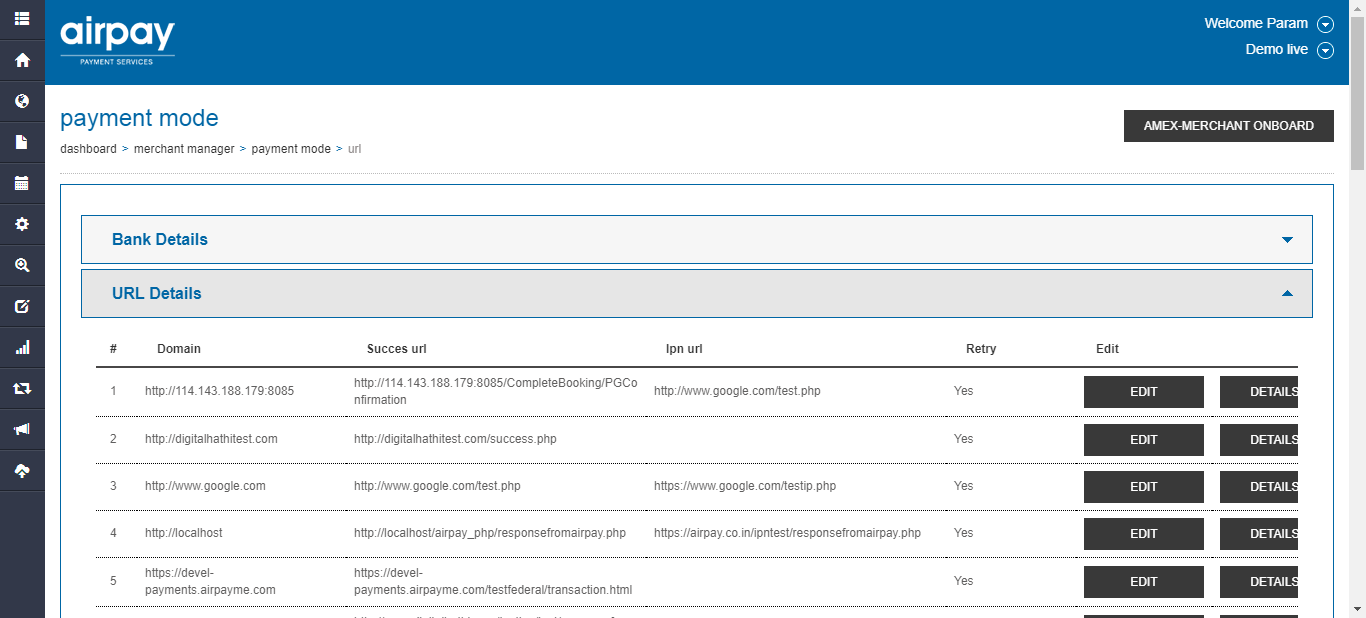 airpay
PAYMENT SERVICES
Welcome Param
Demo live
payment mode
AMEX-MERCHANT ONBOARD
dashboard > merchant manager > payment mode > url
Bank Details
URL Details
# Domain Succes url Ipn url Retry Edit
1 http://114.143.188.179:8085 http://114.143.188.179:8085/CompleteBooking/PGCo
nfirmation http://www.google.com/test.php Yes EDIT DETAILS
2 http://digitalhathitest.com http://digitalhathitest.com/success.php Yes EDIT DETAILS
3 http://www.google.com http://www.google.com/test.php https://www.google.com/testip.php Yes EDIT DETAILS
4 http://localhost http://localhost/airpay_php/responsefromairpay.php https://airpay.co.in/ipntest/responsefromairpay.php Yes EDIT DETAILS
5 https://devel-
payments.airpayme.com https://devel-
payments.airpayme.com/testfederal/transaction.html Yes EDIT DETAILS